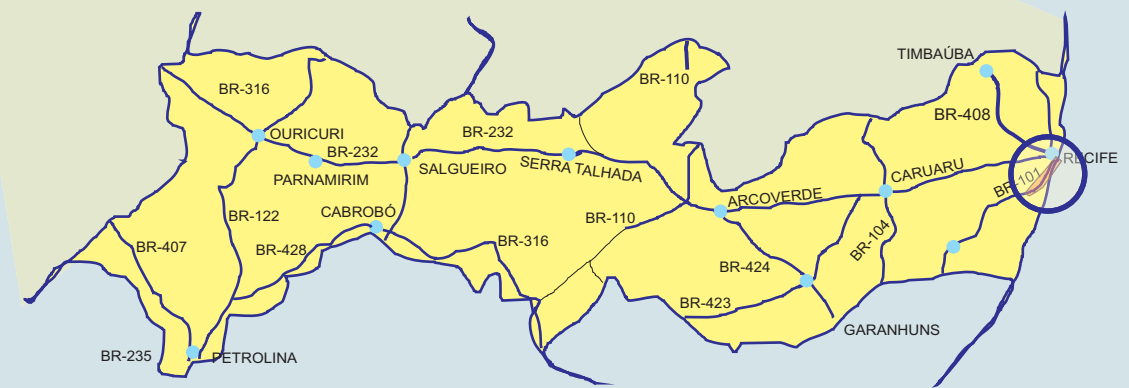 TIMBAÚBA
BR-316
BR-110
BR-408
OURICURI
BR-232
BR-232
RECIFE
PARNAMIRIM
SALGUEIRO
SERRA TALHADA
CARUARU
BR-101
BR-122
CABROBÓ
BR-110
ARCOVERDE
BR-407
BR-428
BR-316
BR-104
BR-424
BR-423
GARANHUNS
BR-235
PETROLINA